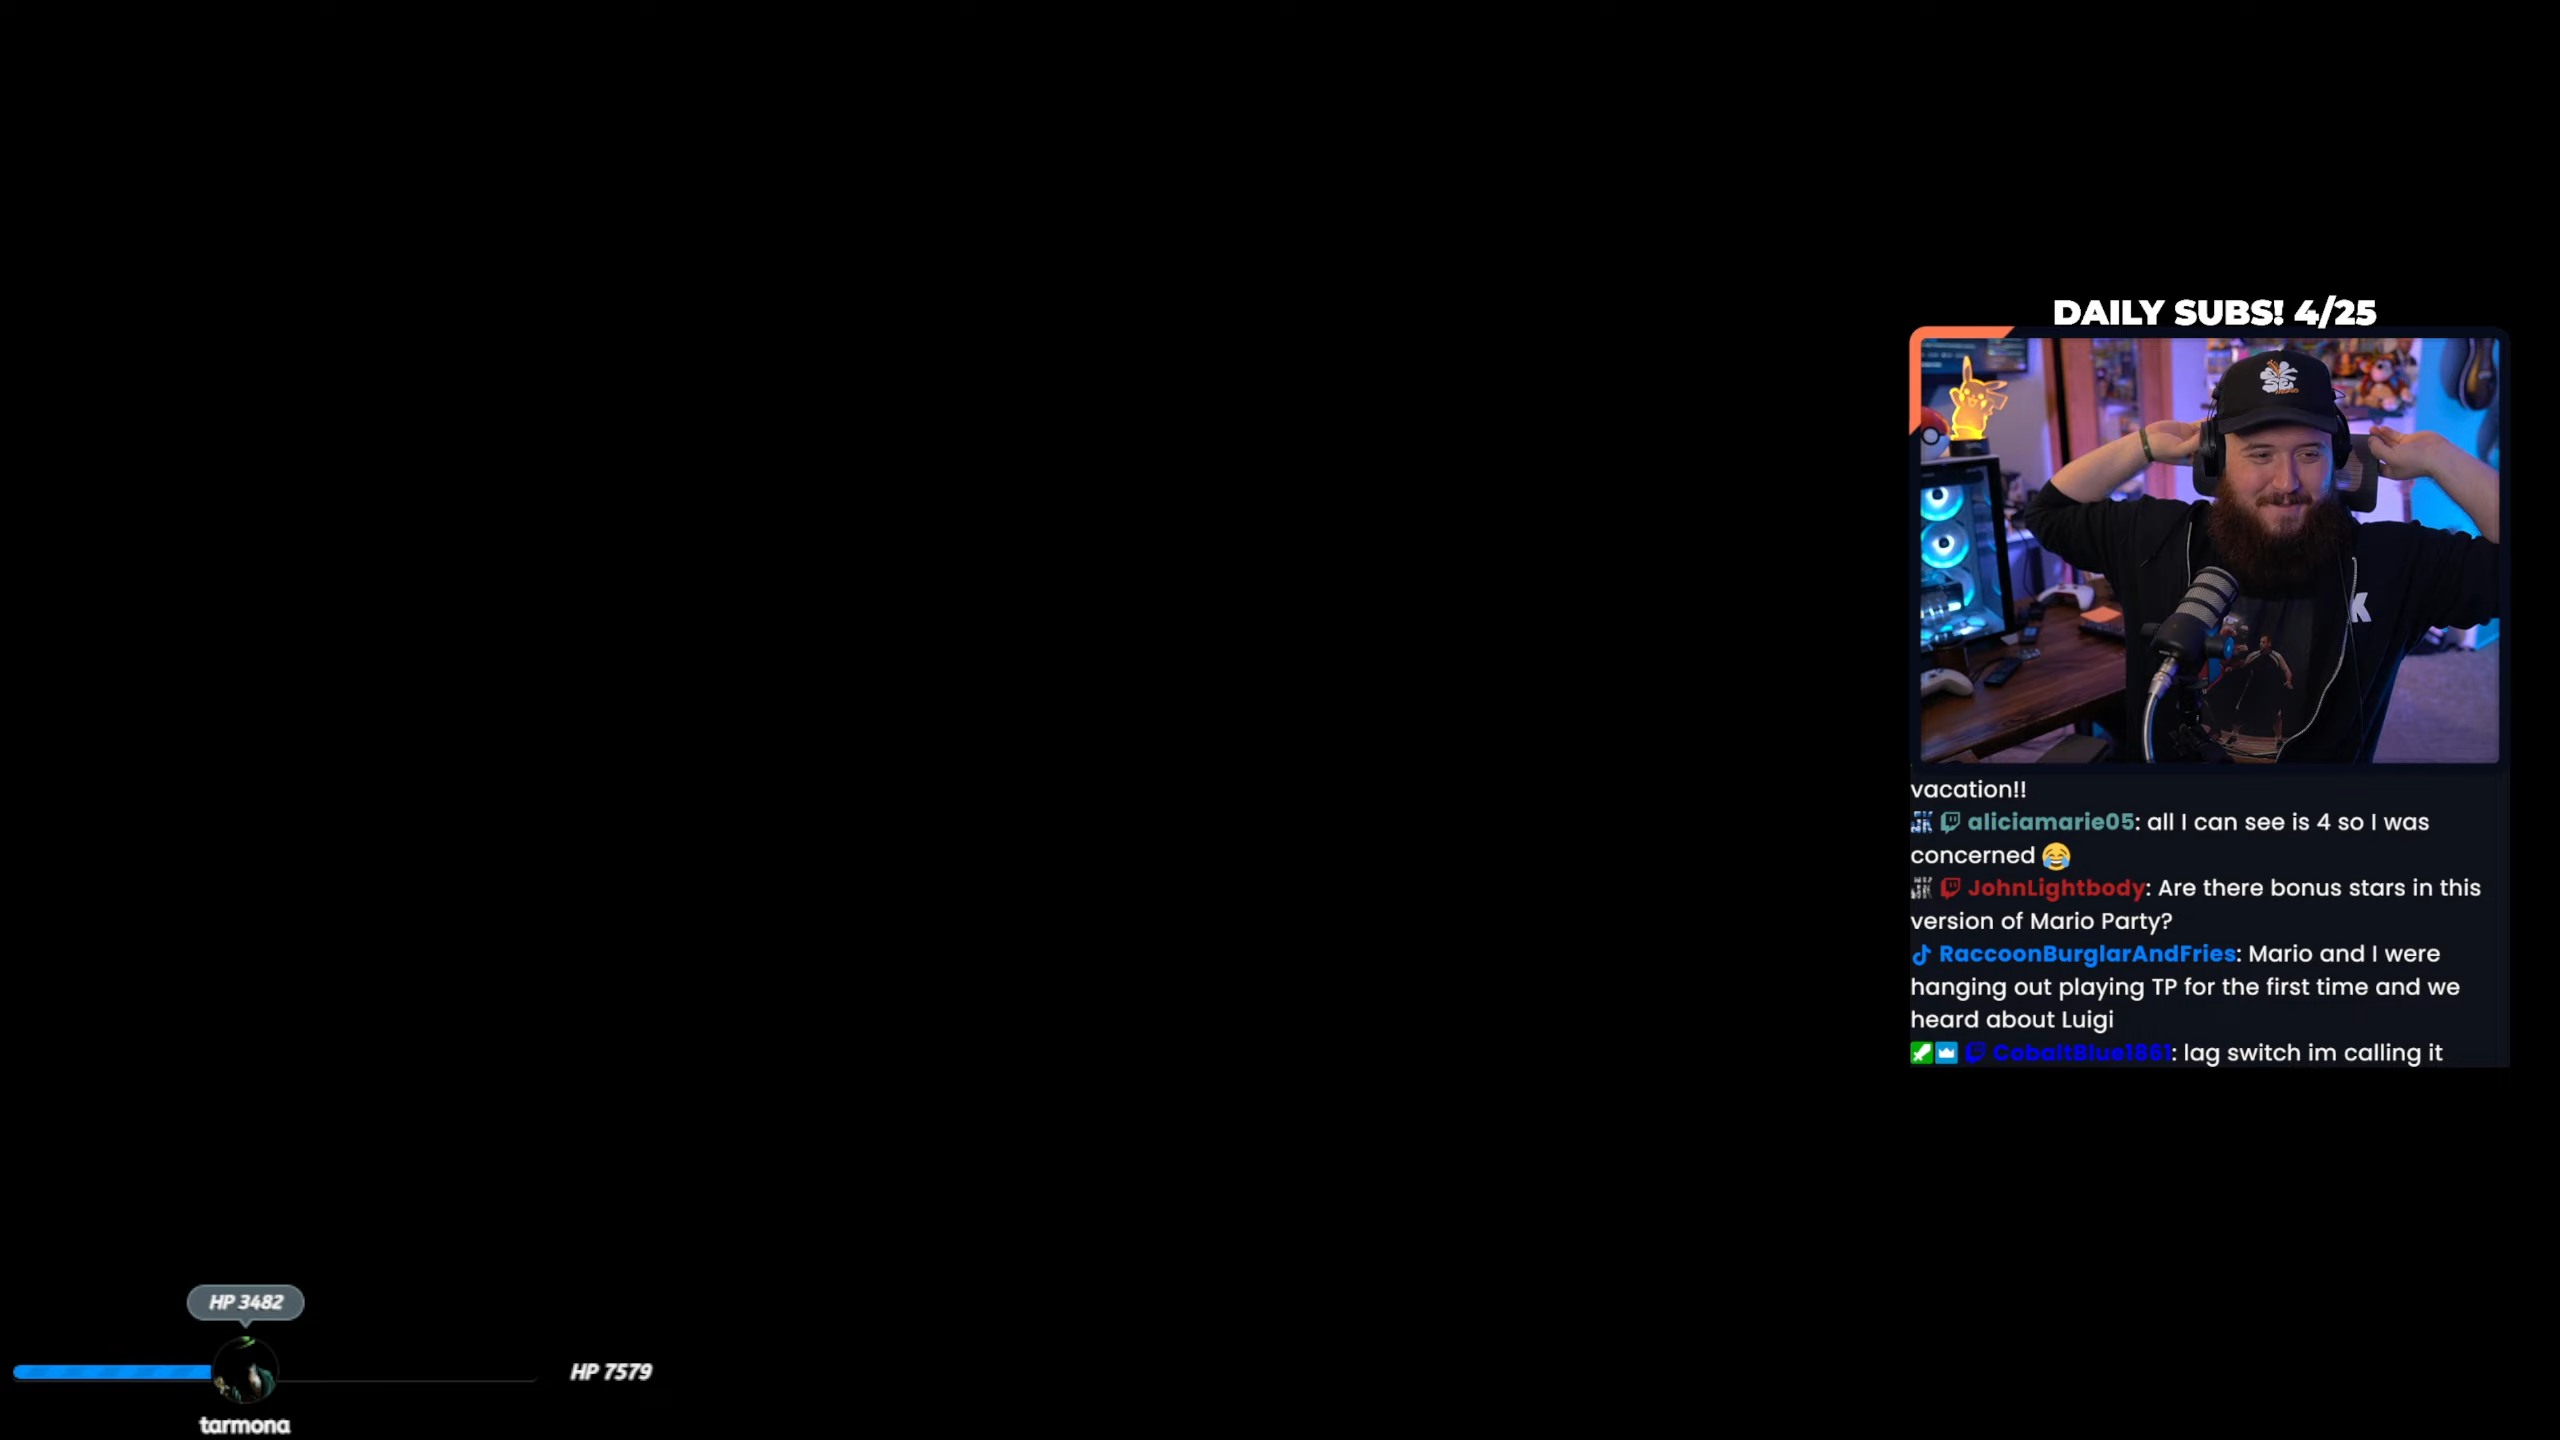 DAILY SUBS! 4/25
vacation!!
aliciamarie05: all I can see is 4 so I was
concerned 😂
JohnLightbody: Are there bonus stars in this
version of Mario Party?
RaccoonBurglarAndFries: Mario and I were
hanging out playing TP for the first time and we
heard about Luigi
CobaltBlue1861: lag switch im calling it
HP 3482
HP 7579
tarmona